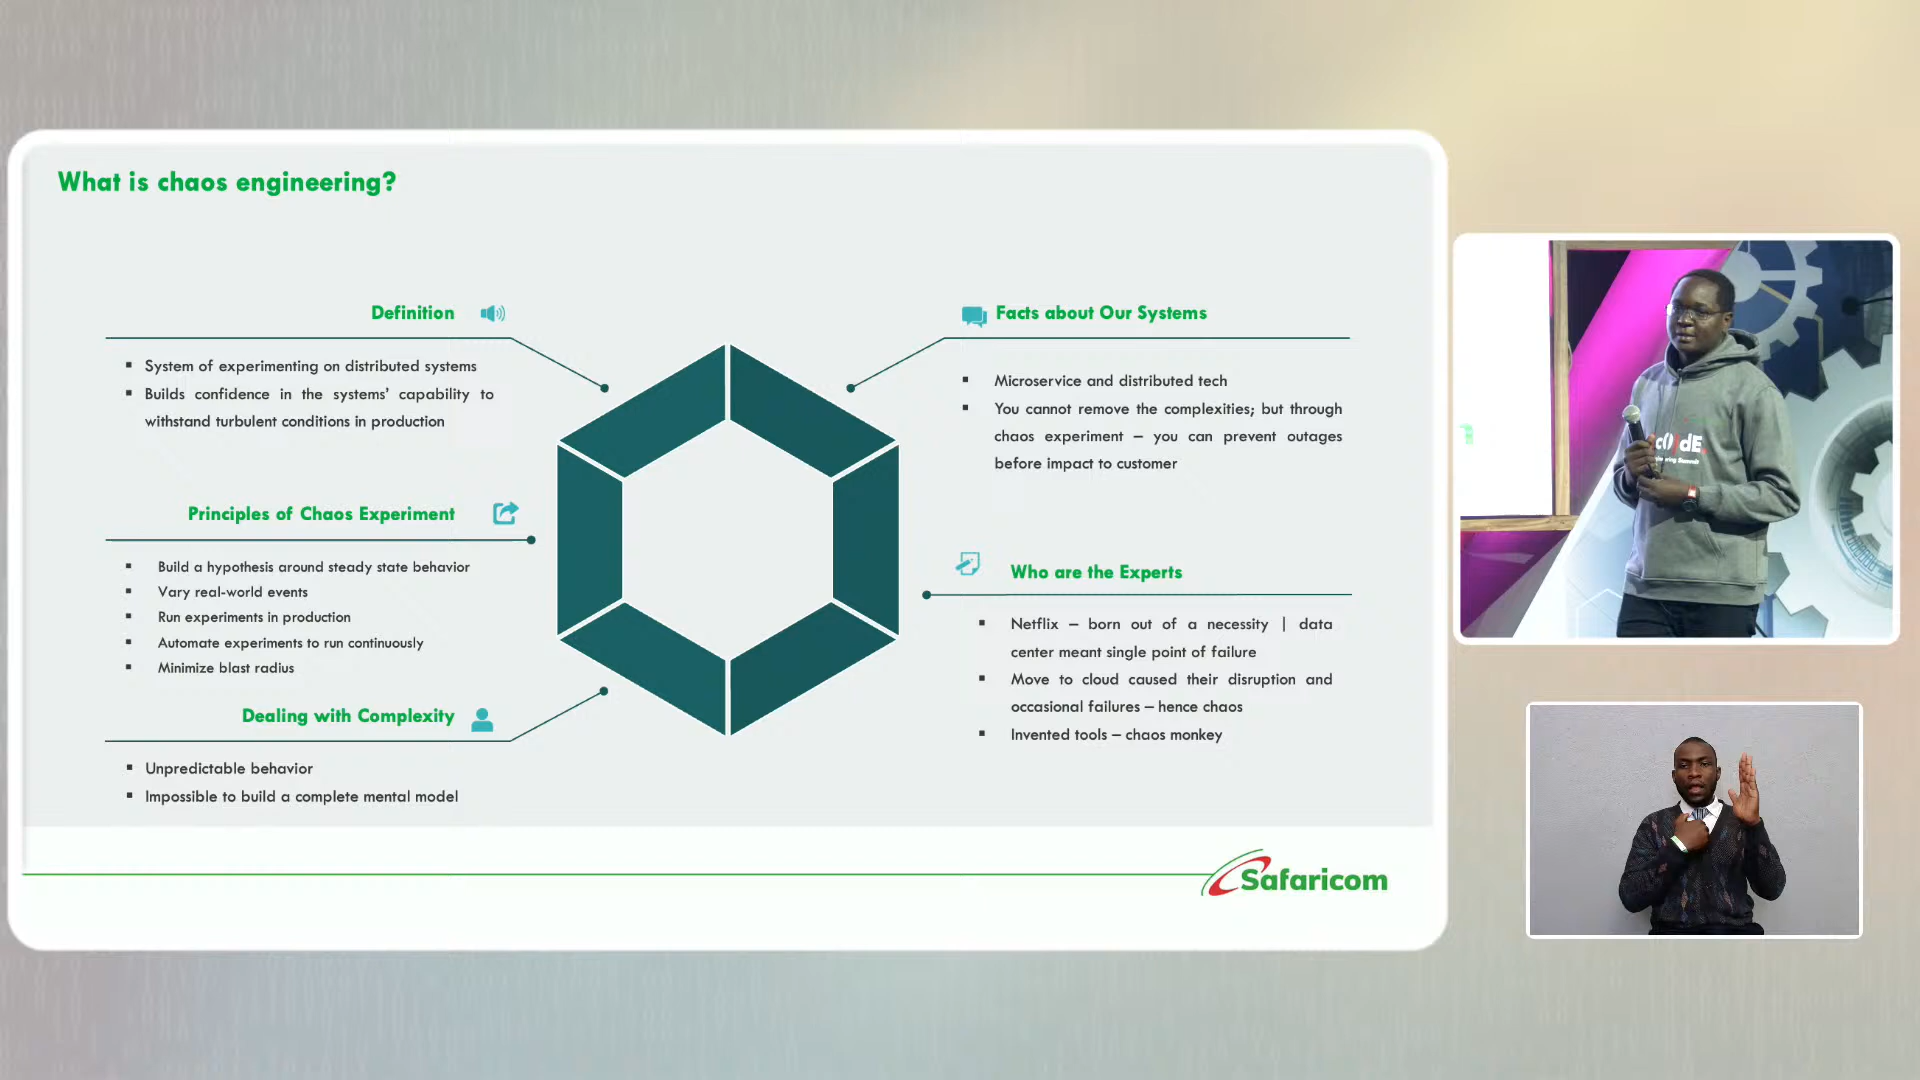 What is chaos engineering?
Definition
▪ System of experimenting on distributed systems
▪ Builds confidence in the systems' capability to
withstand turbulent conditions in production
Principles of Chaos Experiment
▪ Build a hypothesis around steady state behavior
▪ Vary real-world events
▪ Run experiments in production
▪ Automate experiments to run continuously
▪ Minimize blast radius
Dealing with Complexity
▪ Unpredictable behavior
▪ Impossible to build a complete mental model
Facts about Our Systems
▪ Microservice and distributed tech
▪ You cannot remove the complexities; but through
chaos experiment – you can prevent outages
before impact to customer
Who are the Experts
▪ Netflix – born out of a necessity | data
center meant single point of failure
▪ Move to cloud caused their disruption and
occasional failures – hence chaos
▪ Invented tools – chaos monkey
Safaricom
Summit